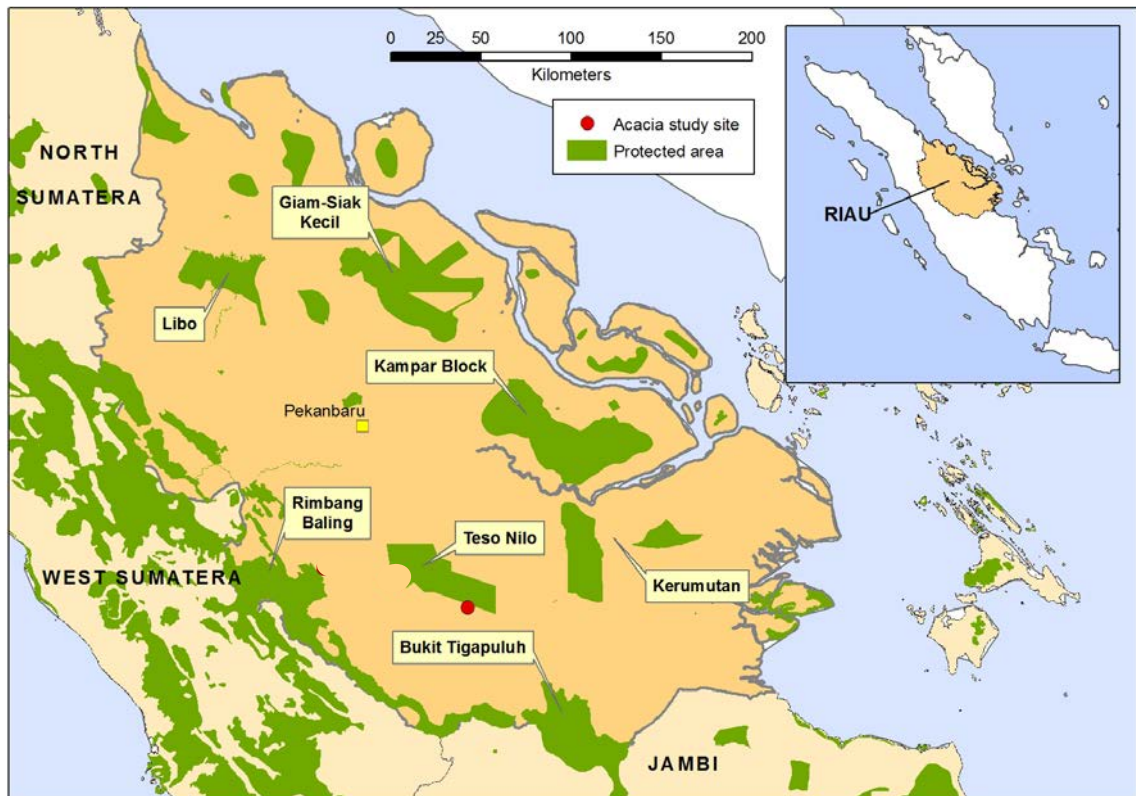 0 25 50 100 150 200
Kilometers
Acacia study site
Protected area
RIAU
NORTH
SUMATERA
Giam-Siak
Kecil
Libo
Kampar Block
Pekanbaru
Rimbang
Baling
Teso Nilo
Kerumutan
WEST SUMATERA
Bukit Tigapuluh
JAMBI